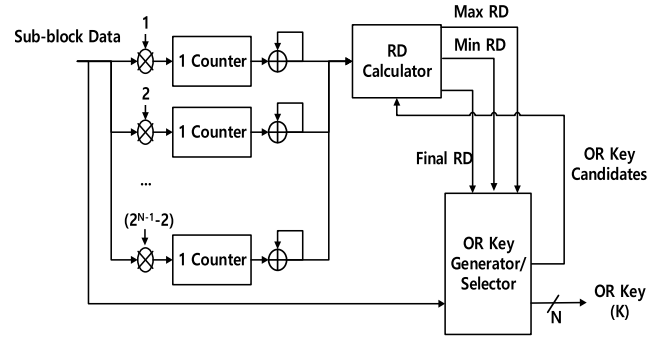 Sub-block Data
1
1 Counter
2
1 Counter
...
(2^{N-1}-2)
1 Counter
RD
Calculator
Max RD
Min RD
Final RD
OR Key
Candidates
OR Key
Generator/
Selector
N
OR Key
(K)